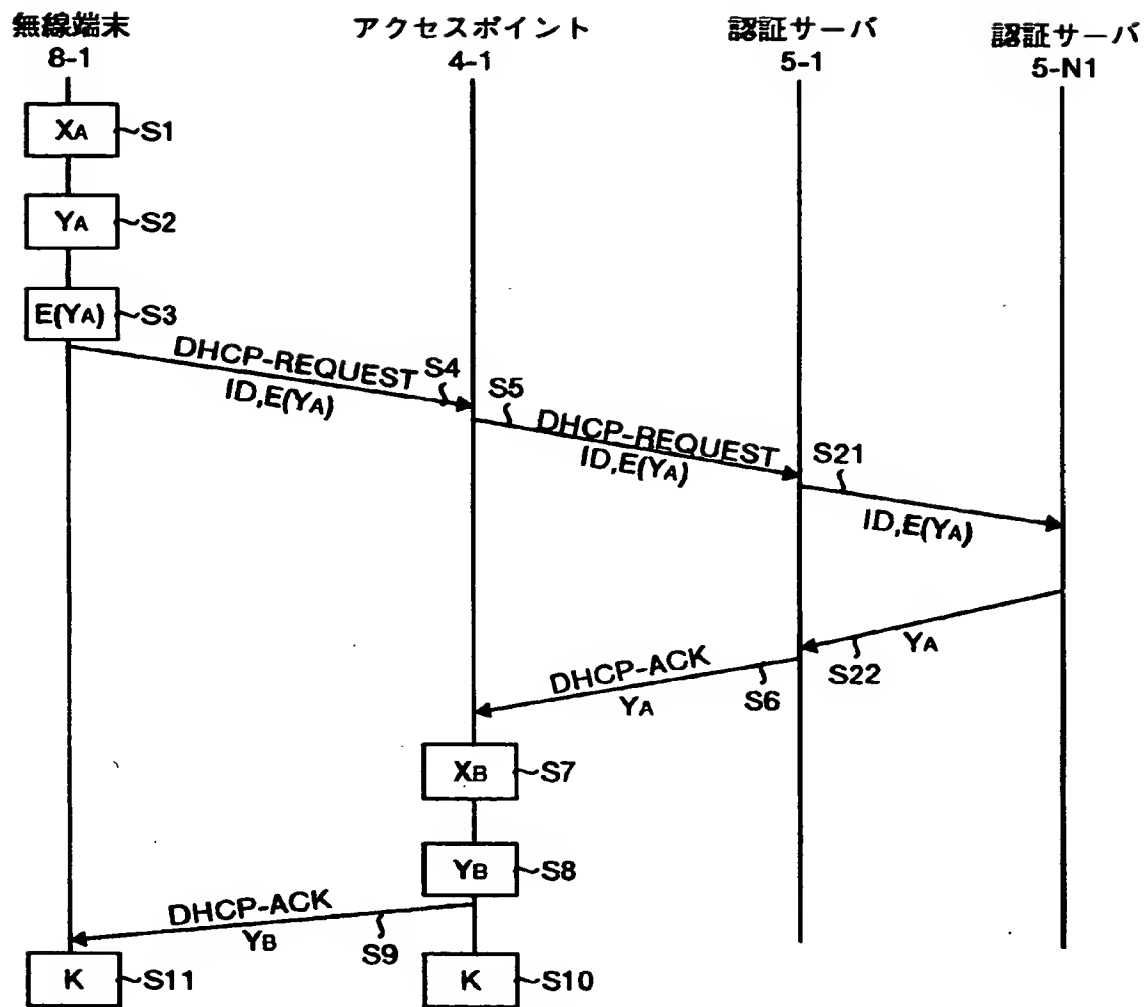 無線端末
8-1
アクセスポイント
4-1
認証サーバ
5-1
認証サーバ
5-N1
XA
S1
YA
S2
E(YA)
S3
DHCP-REQUEST
ID,E(YA)
S4
S5
DHCP-REQUEST
ID,E(YA)
S21
ID,E(YA)
YA
S22
DHCP-ACK
YA
S6
XB
S7
YB
S8
DHCP-ACK
YB
S9
K
S11
K
S10